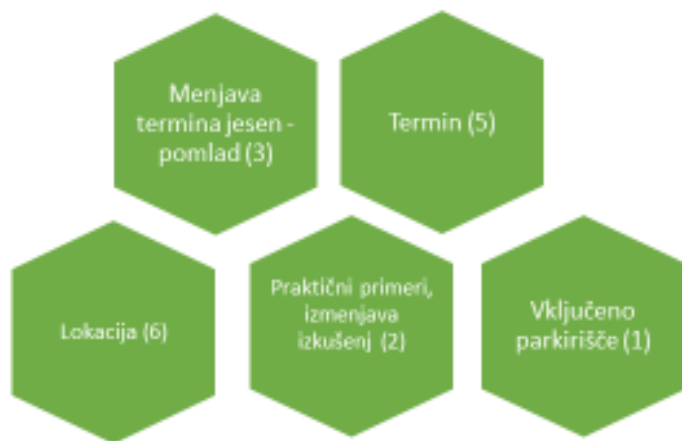 Menjava
termina jesen -
pomlad (3)
Termin (5)
Lokacija (6)
Praktični primeri,
izmenjava
izkušenj (2)
Vključeno
parkirišče (1)